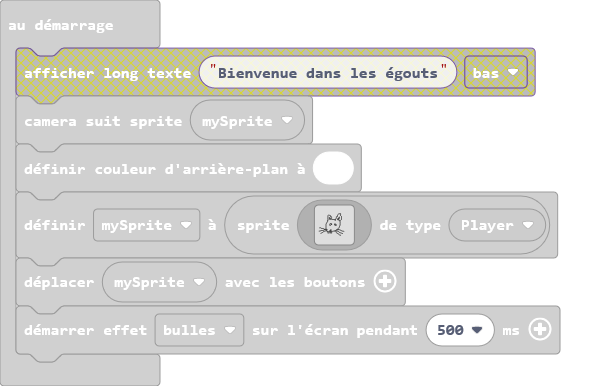 au démarrage
afficher long texte "Bienvenue dans les égouts" bas
camera suit sprite mySprite
définir couleur d'arrière-plan à
définir mySprite à sprite de type Player
déplacer mySprite avec les boutons
démarrer effet bulles sur l'écran pendant 500 ms